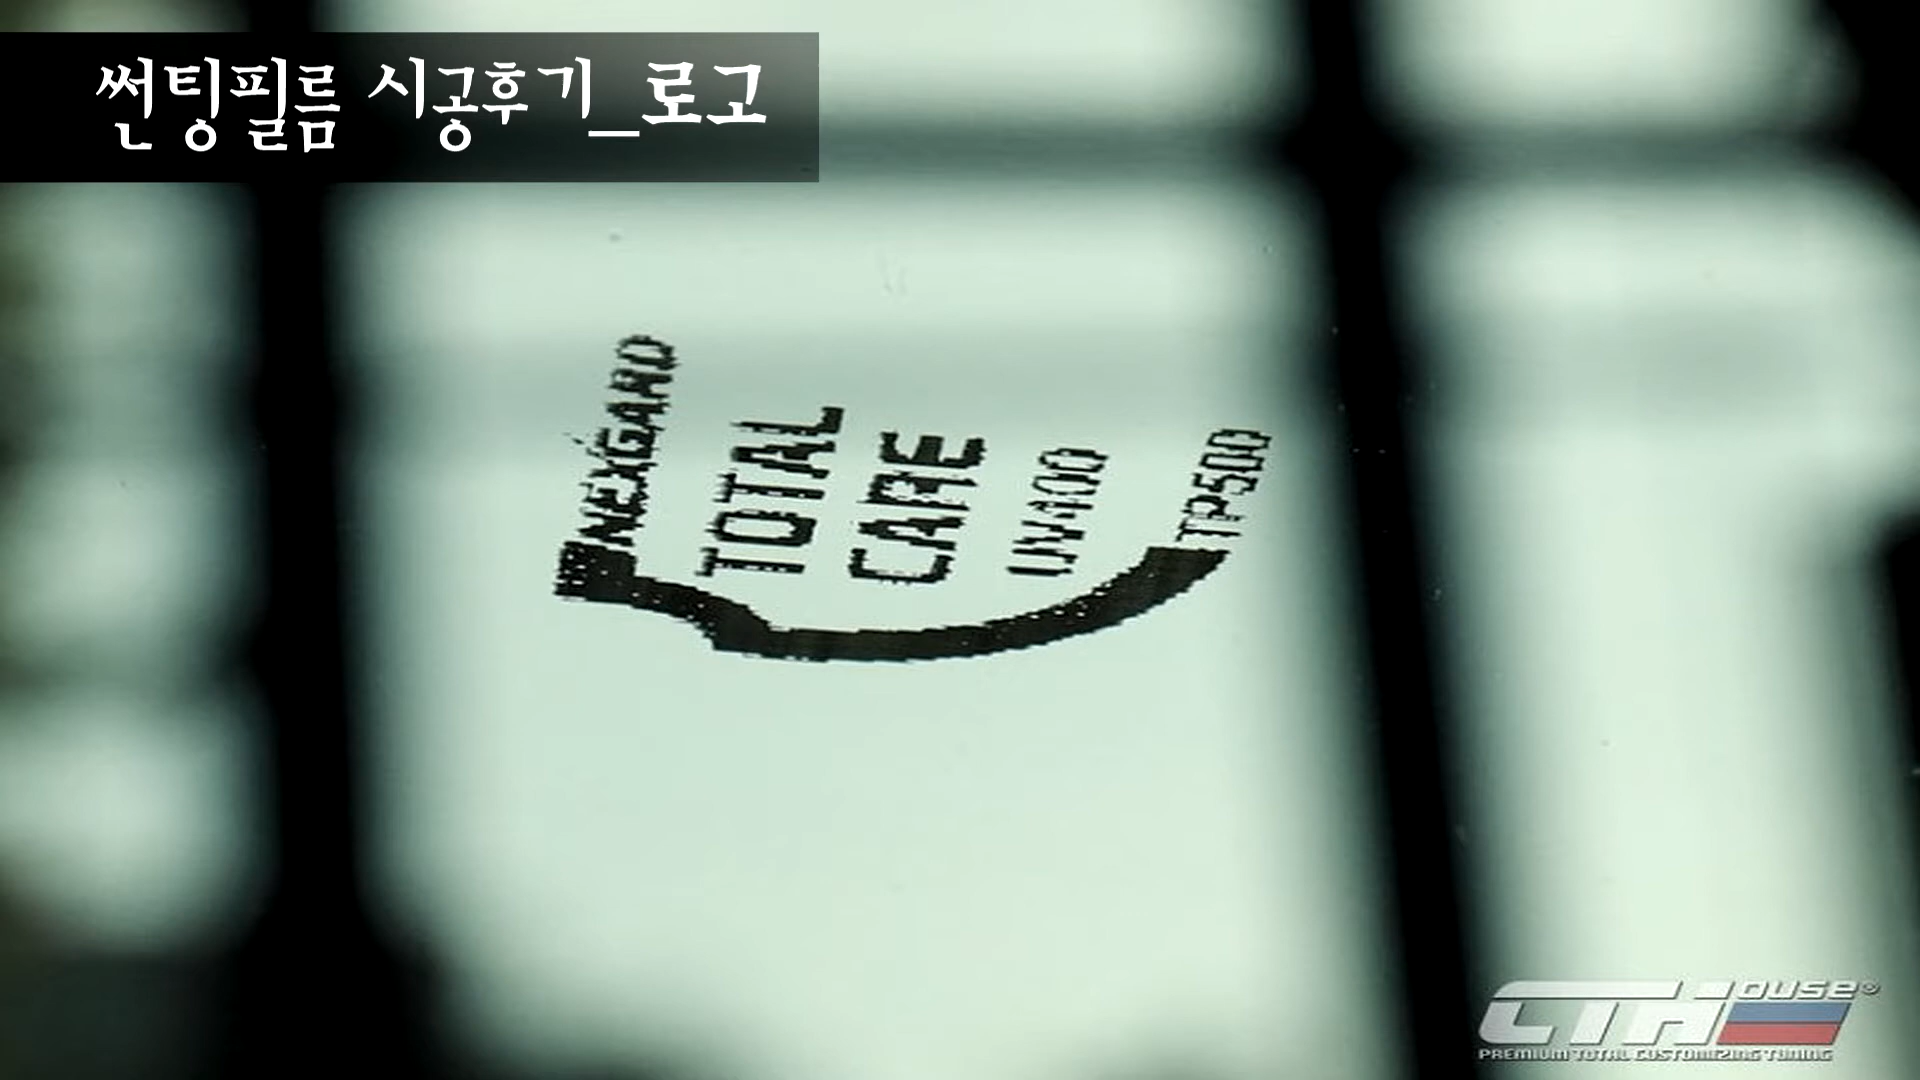 썬팅필름 시공후기_로고
NEXGARD
TOTAL
CARE
UV400
TP500
CTHouse®
PREMIUM TOTAL CUSTOMIZING TUNING